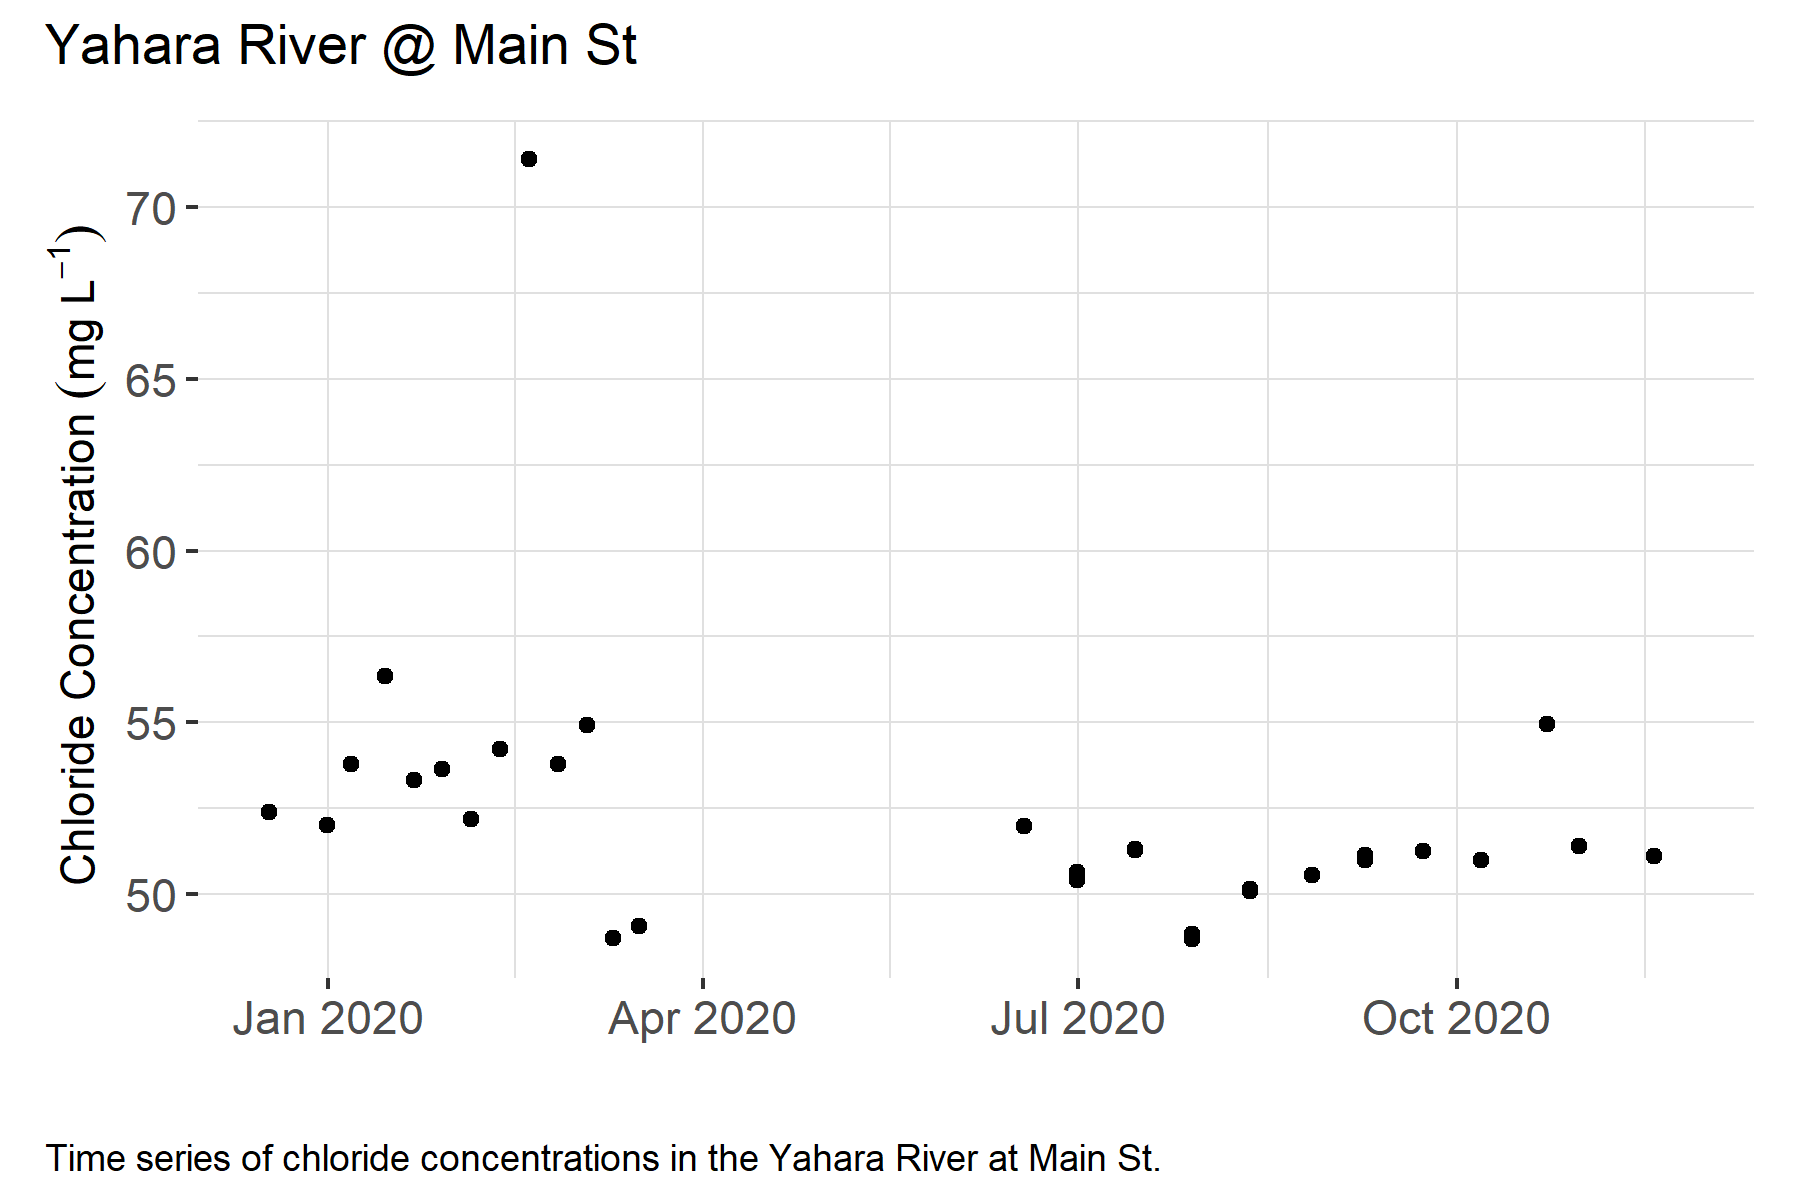 Yahara River @ Main St
Chloride Concentration (mg L⁻¹)
70
65
60
55
50
Jan 2020 Apr 2020 Jul 2020 Oct 2020
Time series of chloride concentrations in the Yahara River at Main St.